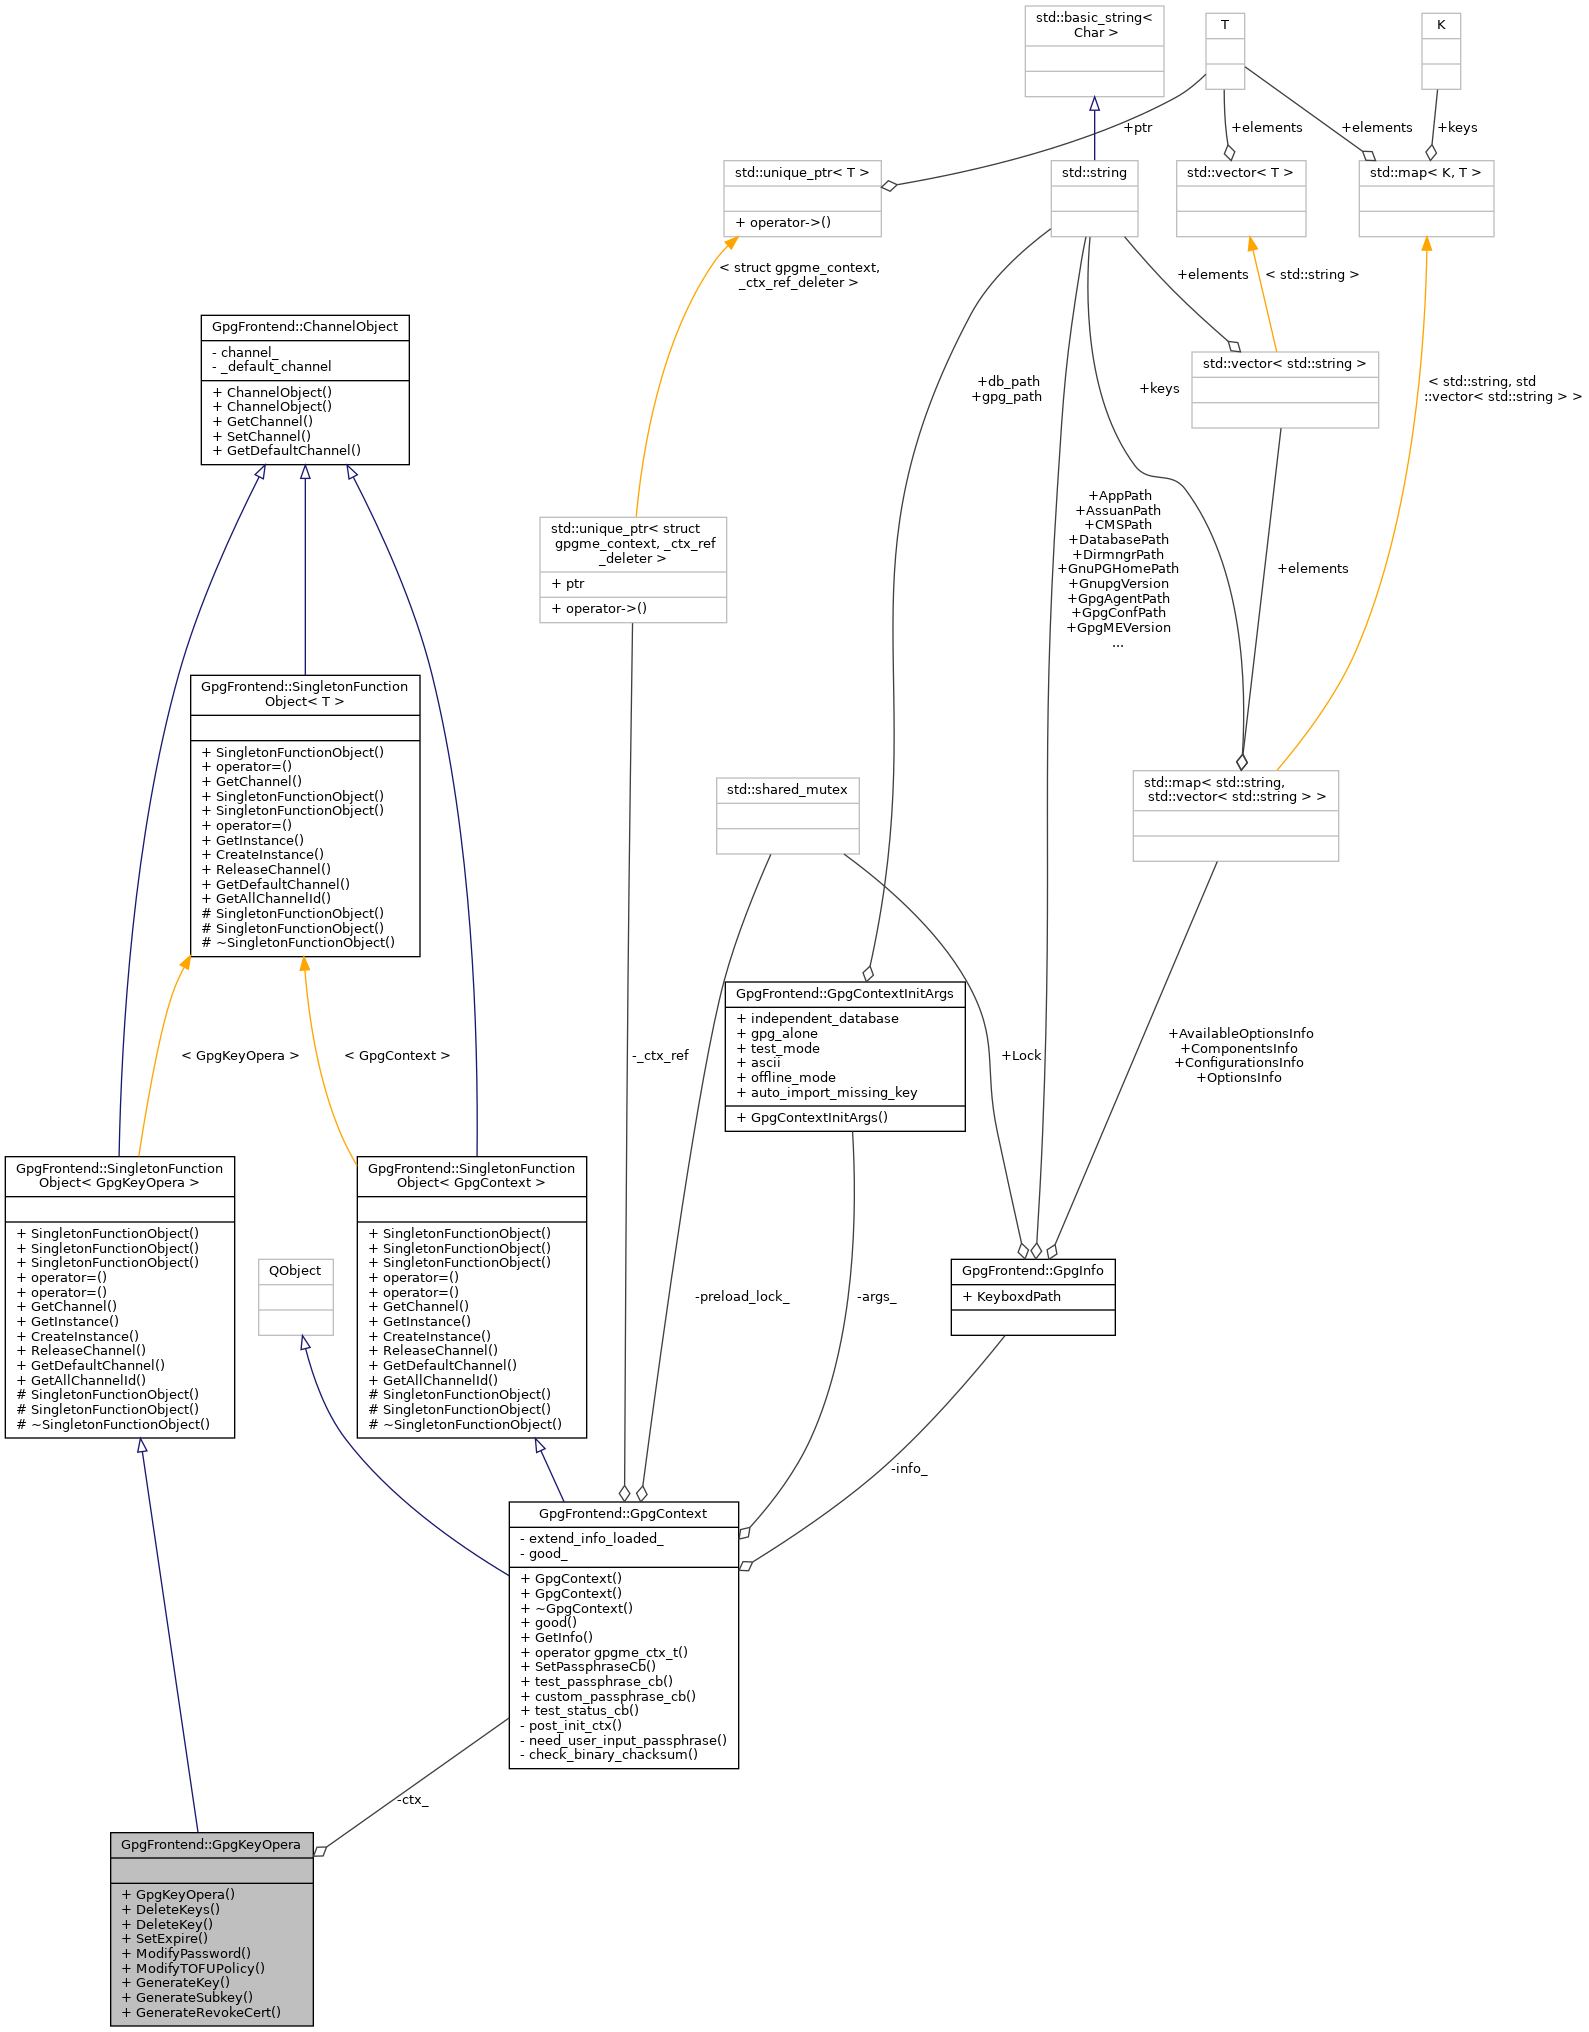 std::basic_string<
Char >
T
K
+ptr
+elements
+elements
+keys
std::unique_ptr< T >
+ operator->()
std::string
std::vector< T >
std::map< K, T >
< struct gpgme_context,
_ctx_ref_deleter >
+elements
< std::string >
GpgFrontend::ChannelObject
- channel_
- _default_channel
+ ChannelObject()
+ ChannelObject()
+ GetChannel()
+ SetChannel()
+ GetDefaultChannel()
std::vector< std::string >
+db_path
+gpg_path
+keys
< std::string, std
::vector< std::string > >
std::unique_ptr< struct
gpgme_context, _ctx_ref
_deleter >
+ ptr
+ operator->()
+AppPath
+AssuanPath
+CMSPath
+DatabasePath
+DirmngrPath
+GnuPGHomePath
+GnupgVersion
+GpgAgentPath
+GpgConfPath
+GpgMEVersion
...
+elements
GpgFrontend::SingletonFunction
Object< T >
+ SingletonFunctionObject()
+ operator=()
+ GetChannel()
+ SingletonFunctionObject()
+ SingletonFunctionObject()
+ operator=()
+ GetInstance()
+ CreateInstance()
+ ReleaseChannel()
+ GetDefaultChannel()
+ GetAllChannelId()
# SingletonFunctionObject()
# SingletonFunctionObject()
# ~SingletonFunctionObject()
std::shared_mutex
std::map< std::string,
std::vector< std::string > >
GpgFrontend::GpgContextInitArgs
+ independent_database
+ gpg_alone
+ test_mode
+ ascii
+ offline_mode
+ auto_import_missing_key
+ GpgContextInitArgs()
< GpgKeyOpera >
< GpgContext >
-_ctx_ref
+Lock
+AvailableOptionsInfo
+ComponentsInfo
+ConfigurationsInfo
+OptionsInfo
GpgFrontend::SingletonFunction
Object< GpgKeyOpera >
+ SingletonFunctionObject()
+ SingletonFunctionObject()
+ SingletonFunctionObject()
+ operator=()
+ operator=()
+ GetChannel()
+ GetInstance()
+ CreateInstance()
+ ReleaseChannel()
+ GetDefaultChannel()
+ GetAllChannelId()
# SingletonFunctionObject()
# SingletonFunctionObject()
# ~SingletonFunctionObject()
QObject
GpgFrontend::SingletonFunction
Object< GpgContext >
+ SingletonFunctionObject()
+ SingletonFunctionObject()
+ SingletonFunctionObject()
+ operator=()
+ operator=()
+ GetChannel()
+ GetInstance()
+ CreateInstance()
+ ReleaseChannel()
+ GetDefaultChannel()
+ GetAllChannelId()
# SingletonFunctionObject()
# SingletonFunctionObject()
# ~SingletonFunctionObject()
-preload_lock_
-args_
GpgFrontend::GpgInfo
+ KeyboxdPath
-info_
GpgFrontend::GpgContext
- extend_info_loaded_
- good_
+ GpgContext()
+ GpgContext()
+ ~GpgContext()
+ good()
+ GetInfo()
+ operator gpgme_ctx_t()
+ SetPassphraseCb()
+ test_passphrase_cb()
+ custom_passphrase_cb()
+ test_status_cb()
- post_init_ctx()
- need_user_input_passphrase()
- check_binary_chacksum()
-ctx_
GpgFrontend::GpgKeyOpera
+ GpgKeyOpera()
+ DeleteKeys()
+ DeleteKey()
+ SetExpire()
+ ModifyPassword()
+ ModifyTOFUPolicy()
+ GenerateKey()
+ GenerateSubkey()
+ GenerateRevokeCert()